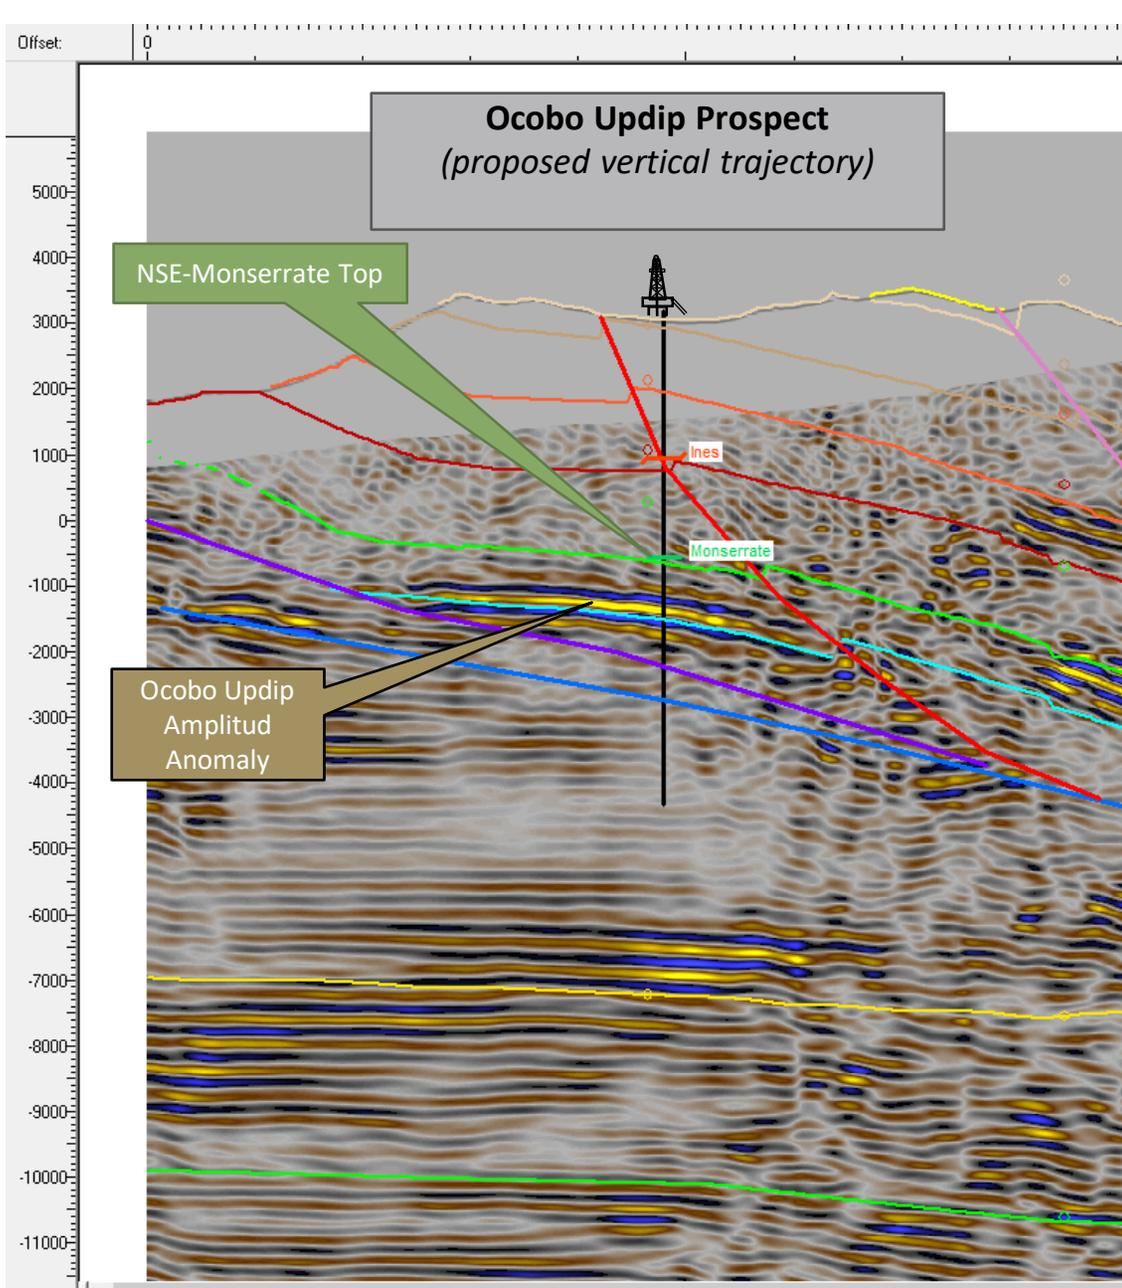 Offset:
0
Ocobo Updip Prospect
(proposed vertical trajectory)
5000
4000
NSE-Monserrate Top
3000
2000
1000
Ines
0
Monserrate
-1000
-2000
Ocobo Updip
Amplitud
Anomaly
-3000
-4000
-5000
-6000
-7000
-8000
-9000
-10000
-11000